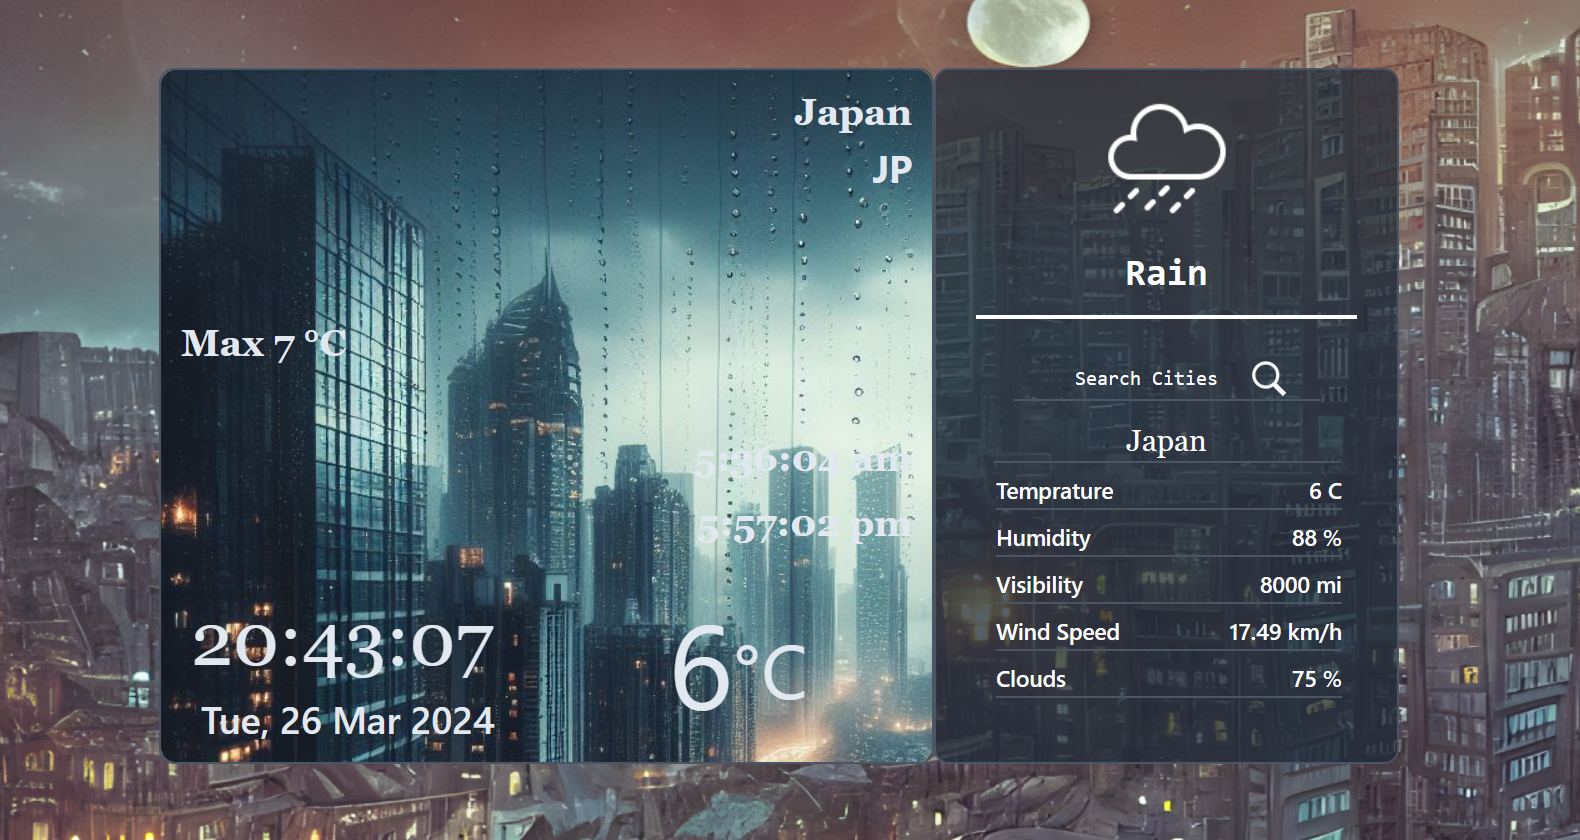 Japan
JP
Max 7 °C
5:36:04 am
5:57:02 pm
20:43:07
Tue, 26 Mar 2024
6°C
Rain
Search Cities
Japan
Temprature 6 C
Humidity 88 %
Visibility 8000 mi
Wind Speed 17.49 km/h
Clouds 75 %